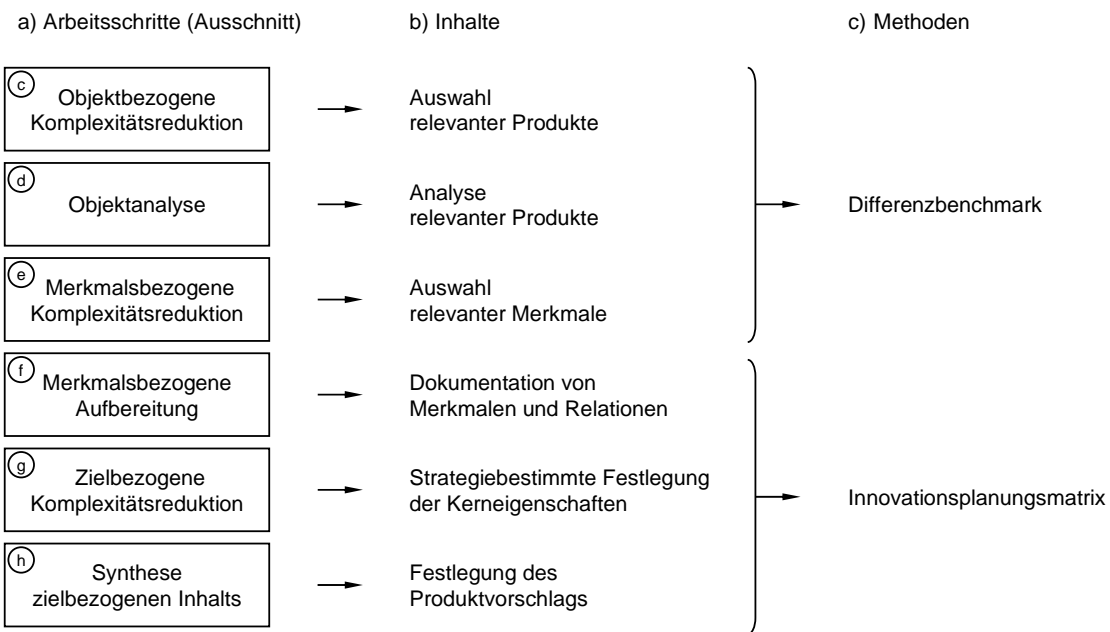 a) Arbeitsschritte (Ausschnitt)
b) Inhalte
c) Methoden
c
Objektbezogene
Komplexitätsreduktion
Auswahl
relevanter Produkte
d
Objektanalyse
Analyse
relevanter Produkte
Differenzbenchmark
e
Merkmalsbezogene
Komplexitätsreduktion
Auswahl
relevanter Merkmale
f
Merkmalsbezogene
Aufbereitung
Dokumentation von
Merkmalen und Relationen
g
Zielbezogene
Komplexitätsreduktion
Strategiebestimmte Festlegung
der Kerneigenschaften
Innovationsplanungsmatrix
h
Synthese
zielbezogenen Inhalts
Festlegung des
Produktvorschlags